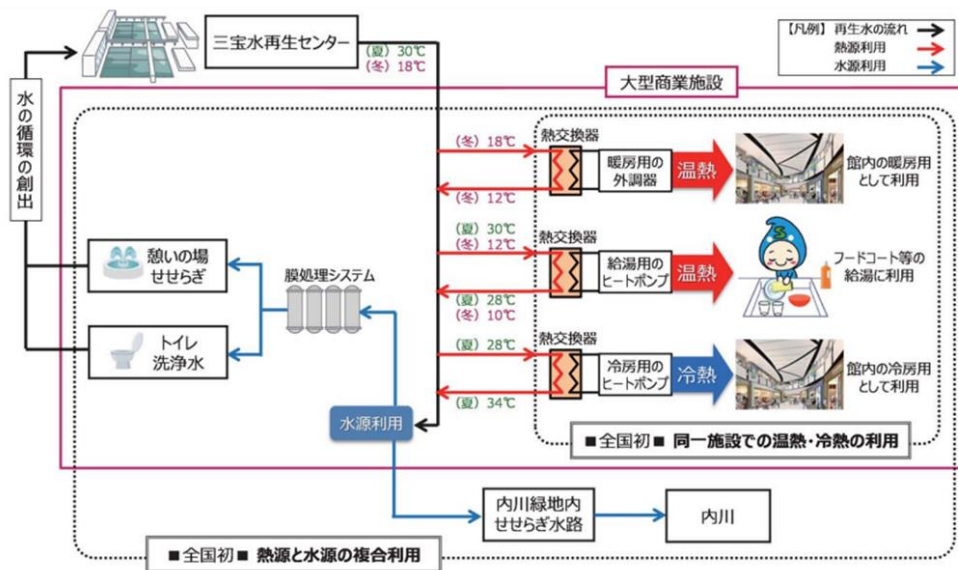 三宝水再生センター
(夏) 30℃
(冬) 18℃
【凡例】再生水の流れ
熱源利用
水源利用
大型商業施設
水の循環の創出
(冬) 18℃
(冬) 12℃
熱交換器
暖房用の
外調器
温熱
館内の暖房用
として利用
(夏) 30℃
(冬) 12℃
(夏) 28℃
(冬) 10℃
熱交換器
給湯用の
ヒートポンプ
温熱
S
フードコート等の
給湯に利用
(夏) 28℃
(夏) 34℃
熱交換器
冷房用の
ヒートポンプ
冷熱
館内の冷房用
として利用
憩いの場
せせらぎ
トイレ
洗浄水
膜処理システム
水源利用
■全国初■ 同一施設での温熱・冷熱の利用
内川緑地内
せせらぎ水路
内川
■全国初■ 熱源と水源の複合利用